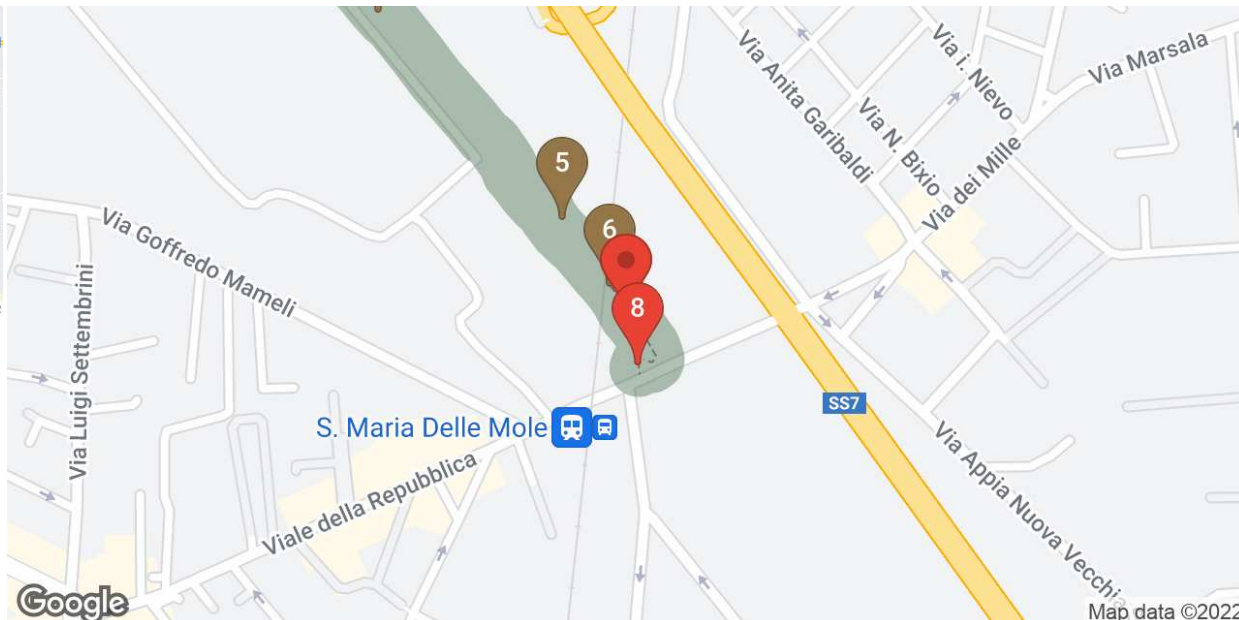 Via i. Nievo
Via Marsala
Via Anita Garibaldi
Via N. Bixio
Via dei Mille
5
6
8
Via Goffredo Mameli
Via Luigi Settembrini
S. Maria Delle Mole
SS7
Viale della Repubblica
Via Appia Nuova Vecchia
Google
Map data ©2022